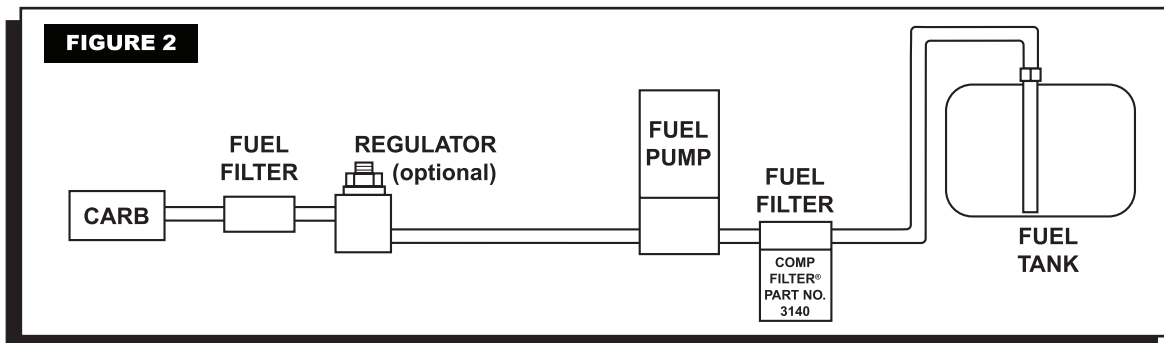 FIGURE 2
CARB
FUEL
FILTER
REGULATOR
(optional)
FUEL
PUMP
FUEL
FILTER
COMP
FILTER®
PART NO.
3140
FUEL
TANK